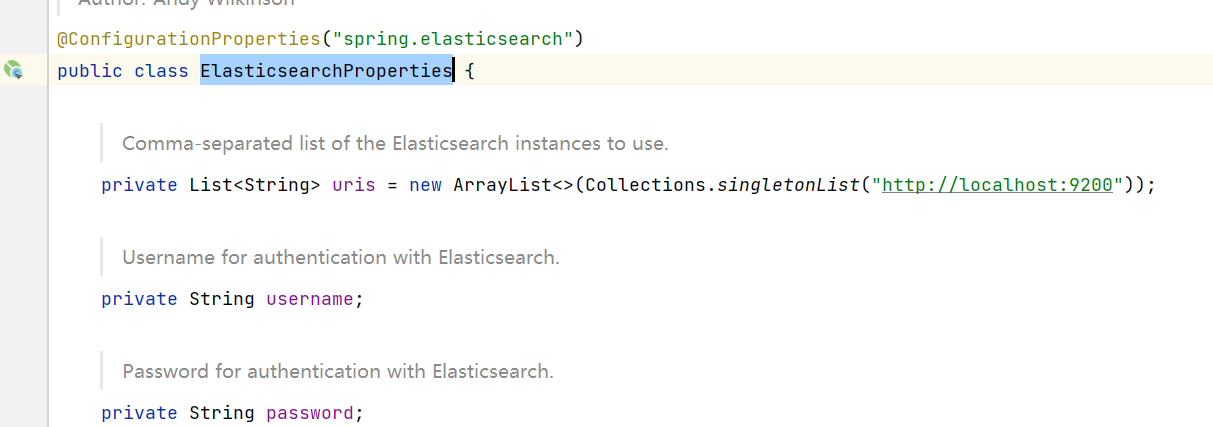 Author: Andy Wilkinson
@ConfigurationProperties("spring.elasticsearch")
public class ElasticsearchProperties {
Comma-separated list of the Elasticsearch instances to use.
private List<String> uris = new ArrayList<>(Collections.singletonList("http://localhost:9200"));
Username for authentication with Elasticsearch.
private String username;
Password for authentication with Elasticsearch.
private String password;